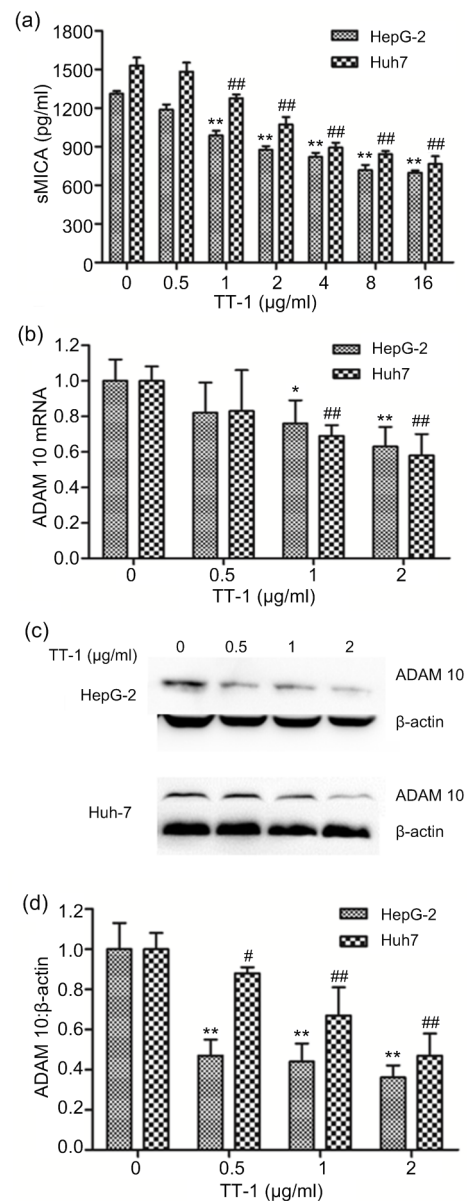 (a)
1800
1500
1200
900
600
300
0
sMICA (pg/ml)
HepG-2
Huh7
** ## ** ## ** ## ** ## ** ##
0 0.5 1 2 4 8 16
TT-1 (µg/ml)
(b)
1.2
1.0
0.8
0.6
0.4
0.2
0.0
ADAM 10 mRNA
HepG-2
Huh7
* ## ** ##
0 0.5 1 2
TT-1 (µg/ml)
(c)
TT-1 (µg/ml) 0 0.5 1 2
HepG-2
ADAM 10
β-actin
Huh-7
ADAM 10
β-actin
(d)
1.2
1.0
0.8
0.6
0.4
0.2
0.0
ADAM 10:β-actin
HepG-2
Huh7
** # ** ## ** ##
0 0.5 1 2
TT-1 (µg/ml)